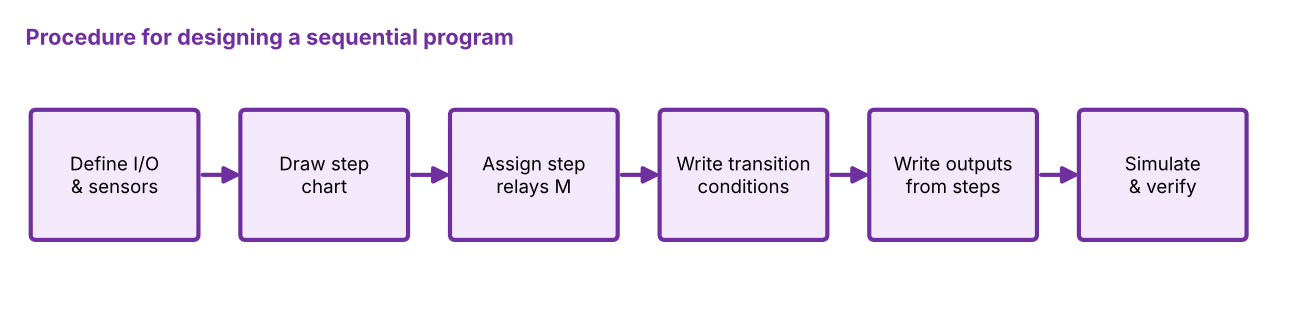 Procedure for designing a sequential program
Define I/O
& sensors
Draw step
chart
Assign step
relays M
Write transition
conditions
Write outputs
from steps
Simulate
& verify